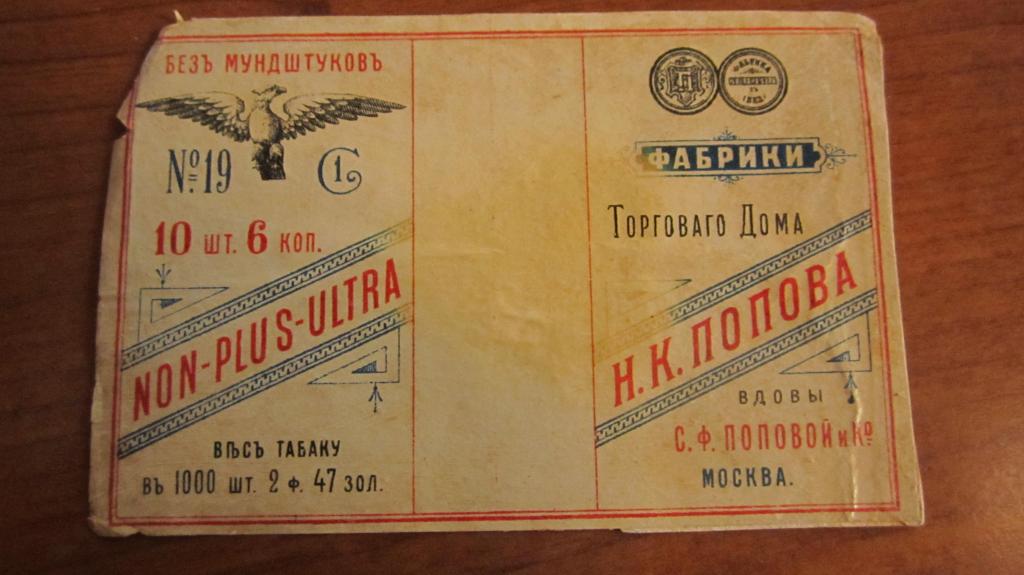 БЕЗЪ МУНДШТУКОВЪ
№19 С1
10 шт. 6 коп.
NON-PLUS-ULTRA
ВѢСЪ ТАБАКУ
въ 1000 шт. 2 ф. 47 зол.
ФАБРИКИ
Торговаго Дома
Н. К. ПОПОВА
ВДОВЫ
С. Ф. ПОПОВОЙ и Ко
МОСКВА.